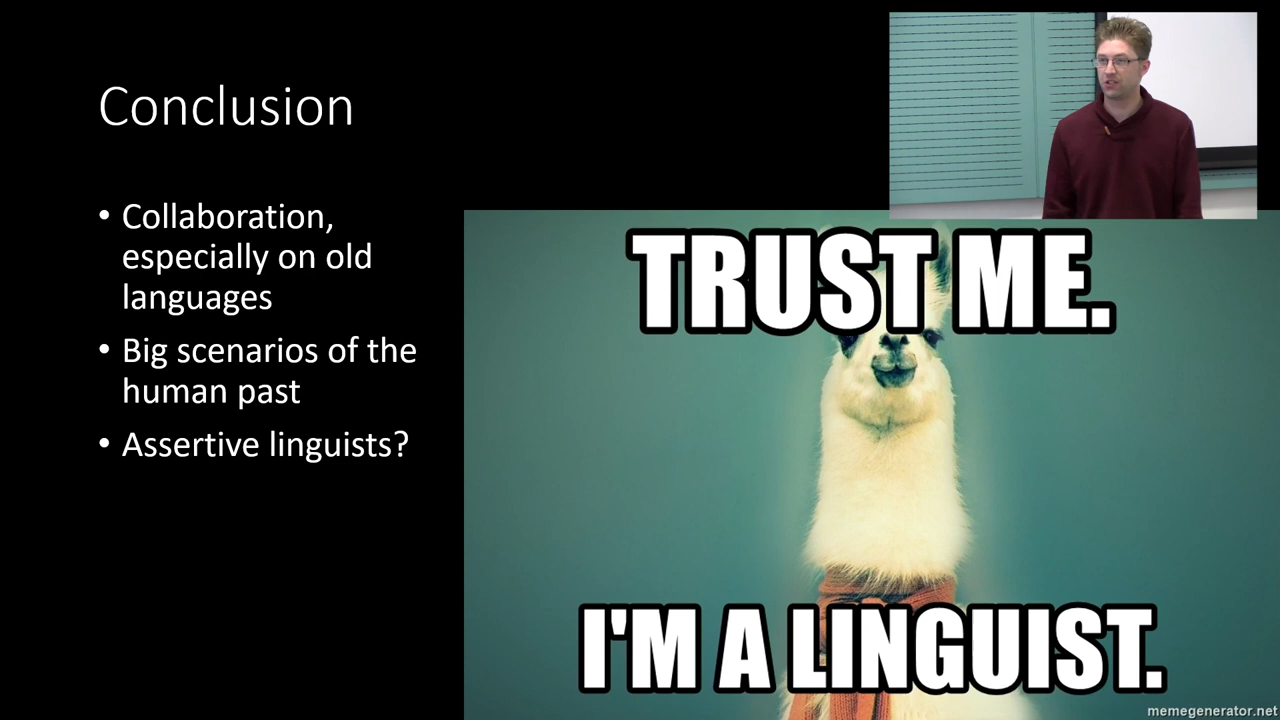 Conclusion
• Collaboration,
especially on old
languages
• Big scenarios of the
human past
• Assertive linguists?
TRUST ME.
I'M A LINGUIST.
memegenerator.net